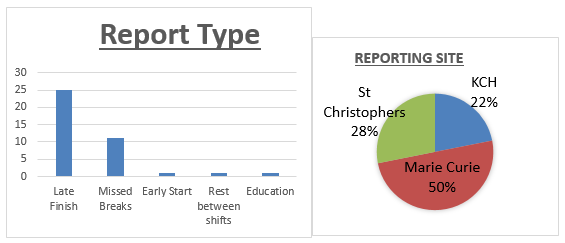 Report Type
30
25
20
15
10
5
0
Late Finish
Missed Breaks
Early Start
Rest between shifts
Education
REPORTING SITE
KCH
22%
Marie Curie
50%
St
Christophers
28%